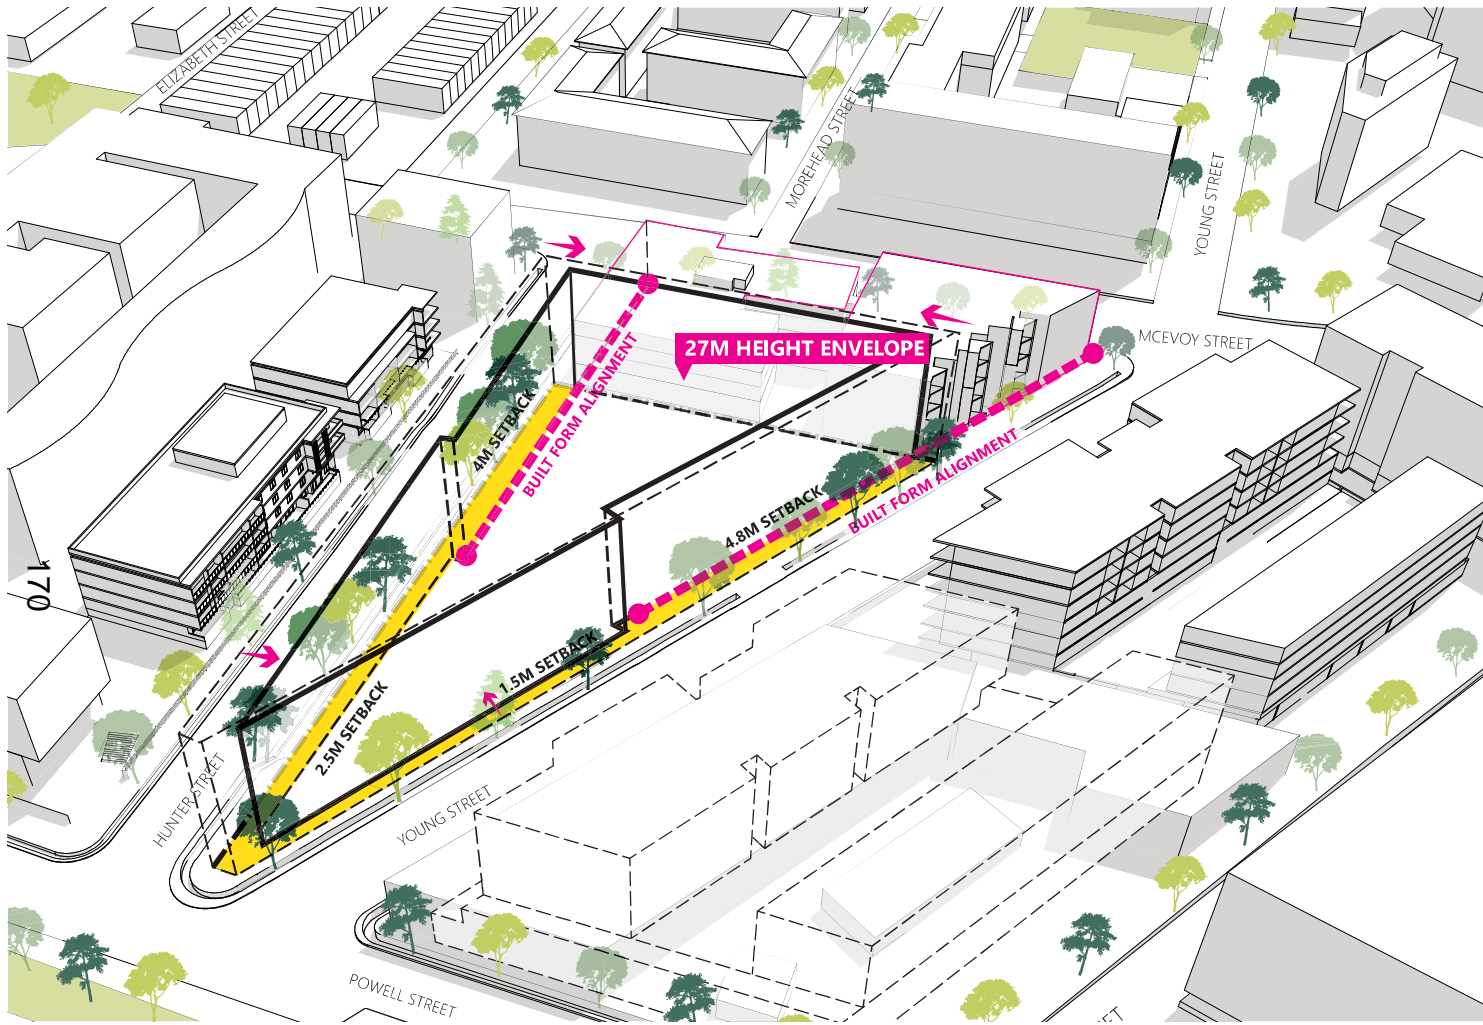 ELIZABETH STREET
MOREHEAD STREET
YOUNG STREET
MCEVOY STREET
27M HEIGHT ENVELOPE
4M SETBACK
BUILT FORM ALIGNMENT
4.8M SETBACK
BUILT FORM ALIGNMENT
170
1.5M SETBACK
2.5M SETBACK
HUNTER STREET
YOUNG STREET
POWELL STREET
STREET